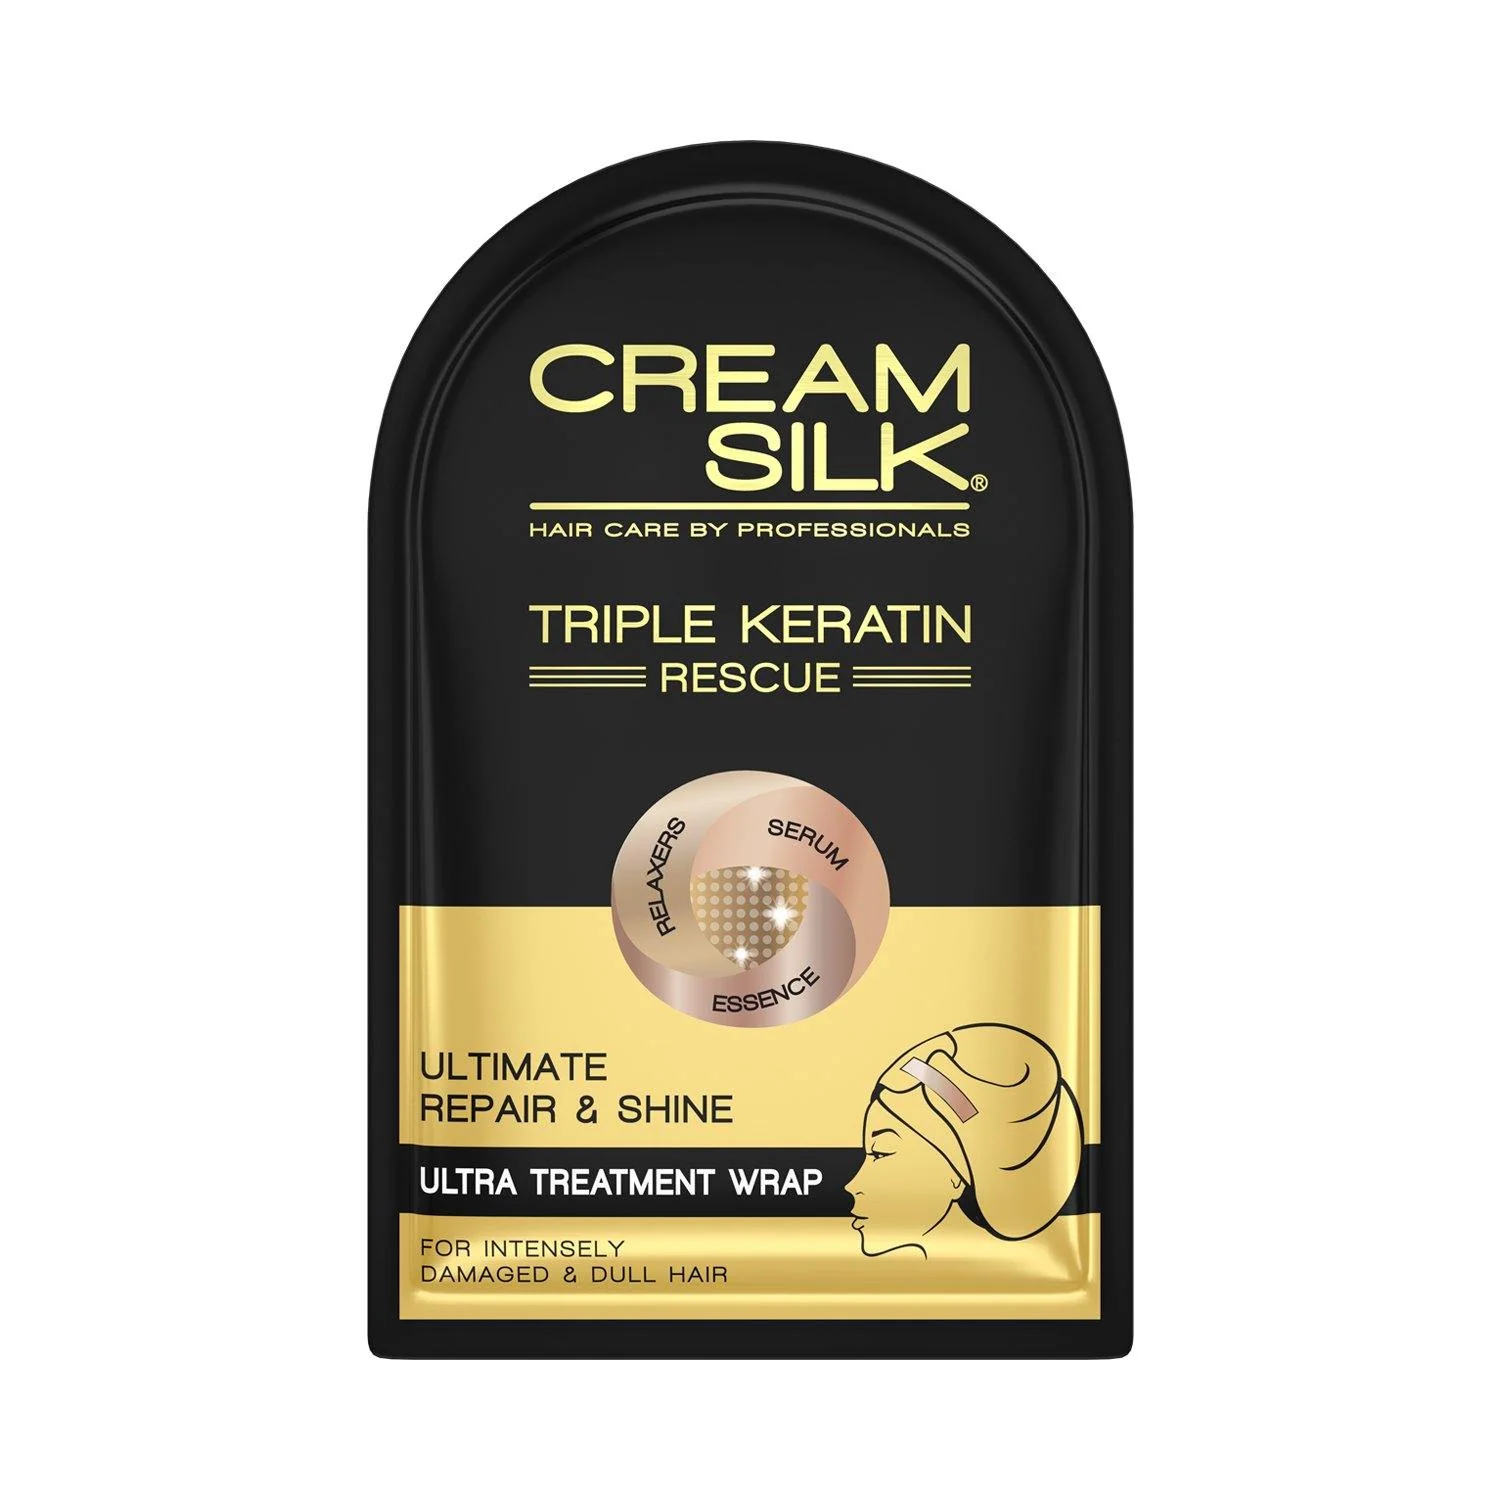 CREAM
SILK®
HAIR CARE BY PROFESSIONALS
TRIPLE KERATIN
RESCUE
RELAXERS
SERUM
ESSENCE
ULTIMATE
REPAIR & SHINE
ULTRA TREATMENT WRAP
FOR INTENSELY
DAMAGED & DULL HAIR